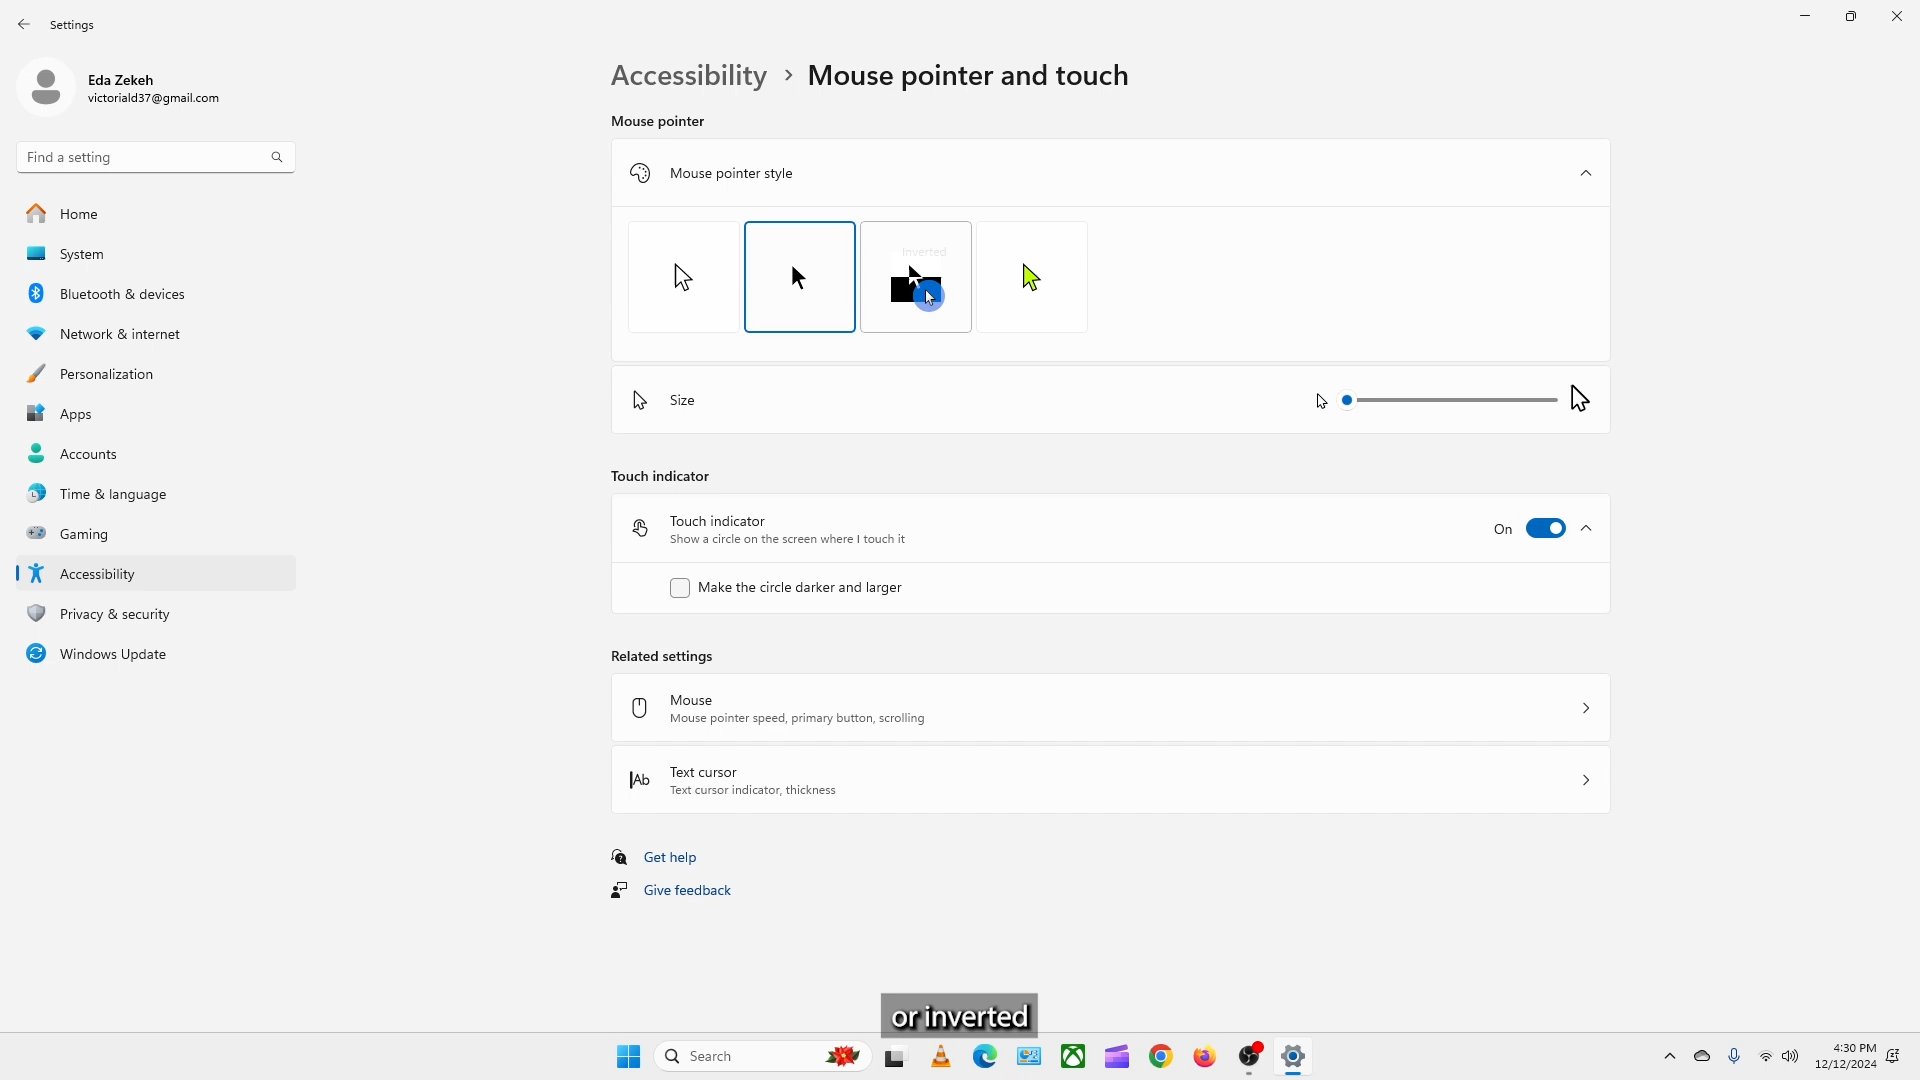 Settings
Eda Zekeh
victoriald37@gmail.com
Find a setting
Home
System
Bluetooth & devices
Network & internet
Personalization
Apps
Accounts
Time & language
Gaming
Accessibility
Privacy & security
Windows Update
Accessibility > Mouse pointer and touch
Mouse pointer
Mouse pointer style
Inverted
Size
Touch indicator
Touch indicator
Show a circle on the screen where I touch it
On
Make the circle darker and larger
Related settings
Mouse
Mouse pointer speed, primary button, scrolling
Ab
Text cursor
Text cursor indicator, thickness
Get help
Give feedback
or inverted
Search
4:30 PM
12/12/2024